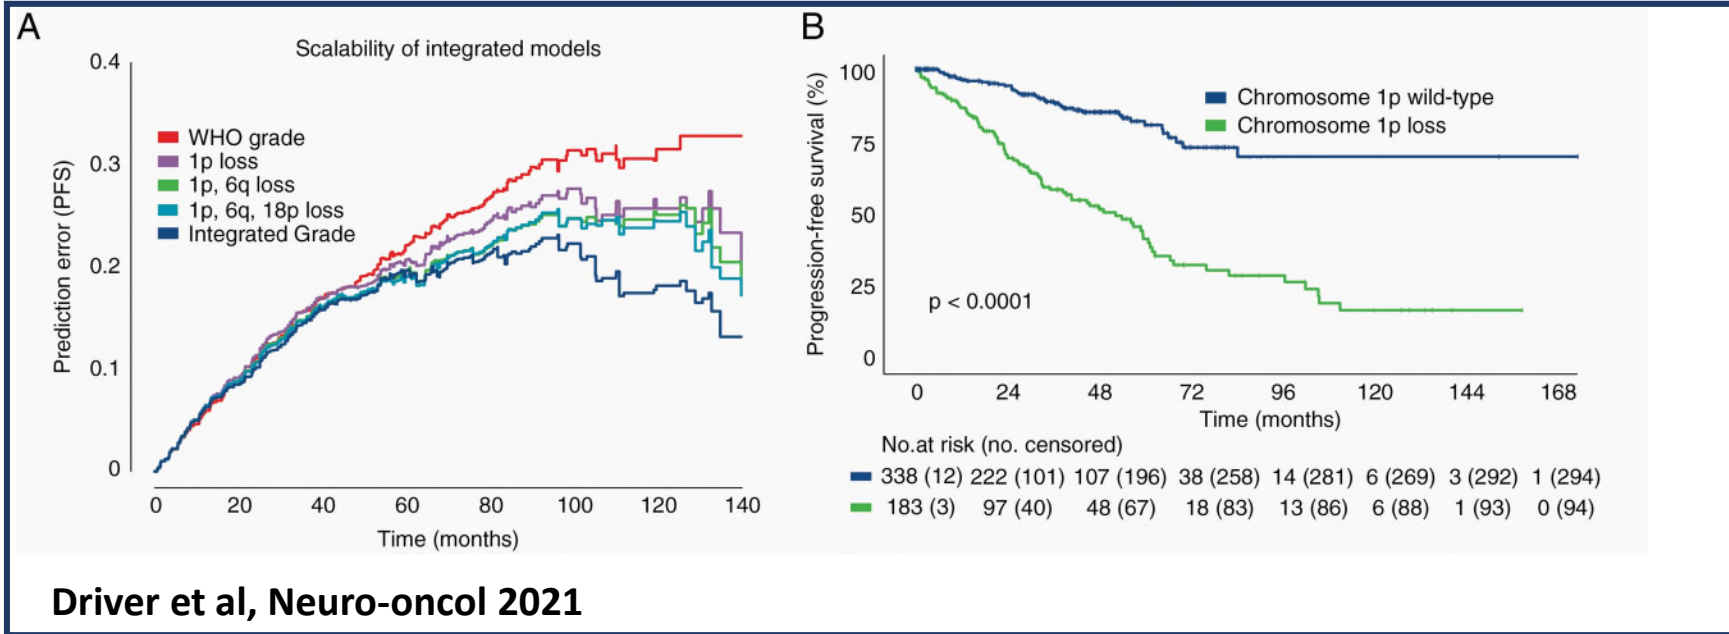 A
Scalability of integrated models
0.4
0.3
0.2
0.1
0
Prediction error (PFS)
WHO grade
1p loss
1p, 6q loss
1p, 6q, 18p loss
Integrated Grade
0 20 40 60 80 100 120 140
Time (months)
B
100
75
50
25
0
Progression-free survival (%)
Chromosome 1p wild-type
Chromosome 1p loss
p < 0.0001
0 24 48 72 96 120 144 168
Time (months)
No.at risk (no. censored)
338 (12) 222 (101) 107 (196) 38 (258) 14 (281) 6 (269) 3 (292) 1 (294)
183 (3) 97 (40) 48 (67) 18 (83) 13 (86) 6 (88) 1 (93) 0 (94)
Driver et al, Neuro-oncol 2021